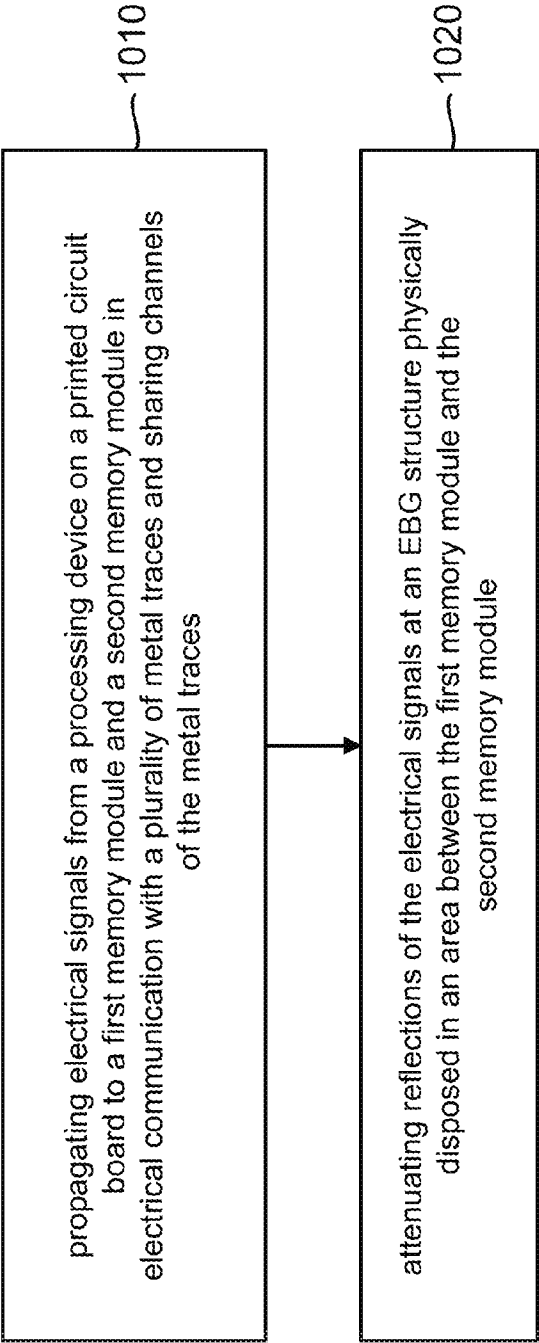 propagating electrical signals from a processing device on a printed circuit
board to a first memory module and a second memory module in
electrical communication with a plurality of metal traces and sharing channels
of the metal traces
1010
attenuating reflections of the electrical signals at an EBG structure physically
disposed in an area between the first memory module and the
second memory module
1020